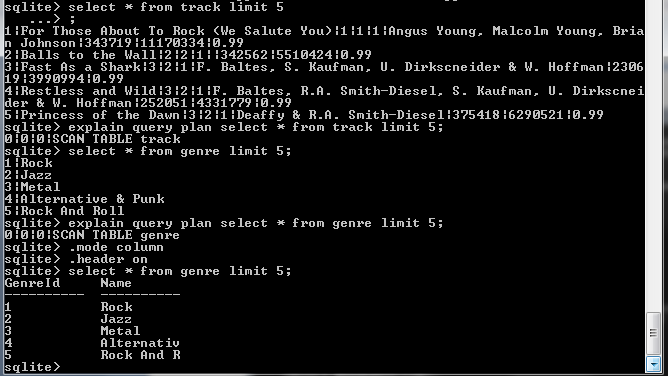 sqlite> select * from track limit 5
   ...> ;
1|For Those About To Rock (We Salute You)|1|1|1|Angus Young, Malcolm Young, Bria
n Johnson|343719|11170334|0.99
2|Balls to the Wall|2|2|1||342562|5510424|0.99
3|Fast As a Shark|3|2|1|F. Baltes, S. Kaufman, U. Dirkscneider & W. Hoffman|2306
19|3990994|0.99
4|Restless and Wild|3|2|1|F. Baltes, R.A. Smith-Diesel, S. Kaufman, U. Dirkscnei
der & W. Hoffman|252051|4331779|0.99
5|Princess of the Dawn|3|2|1|Deaffy & R.A. Smith-Diesel|375418|6290521|0.99
sqlite> explain query plan select * from track limit 5;
0|0|0|SCAN TABLE track
sqlite> select * from genre limit 5;
1|Rock
2|Jazz
3|Metal
4|Alternative & Punk
5|Rock And Roll
sqlite> explain query plan select * from genre limit 5;
0|0|0|SCAN TABLE genre
sqlite> .mode column
sqlite> .header on
sqlite> select * from genre limit 5;
GenreId     Name
----------  ----------
1           Rock
2           Jazz
3           Metal
4           Alternativ
5           Rock And R
sqlite>